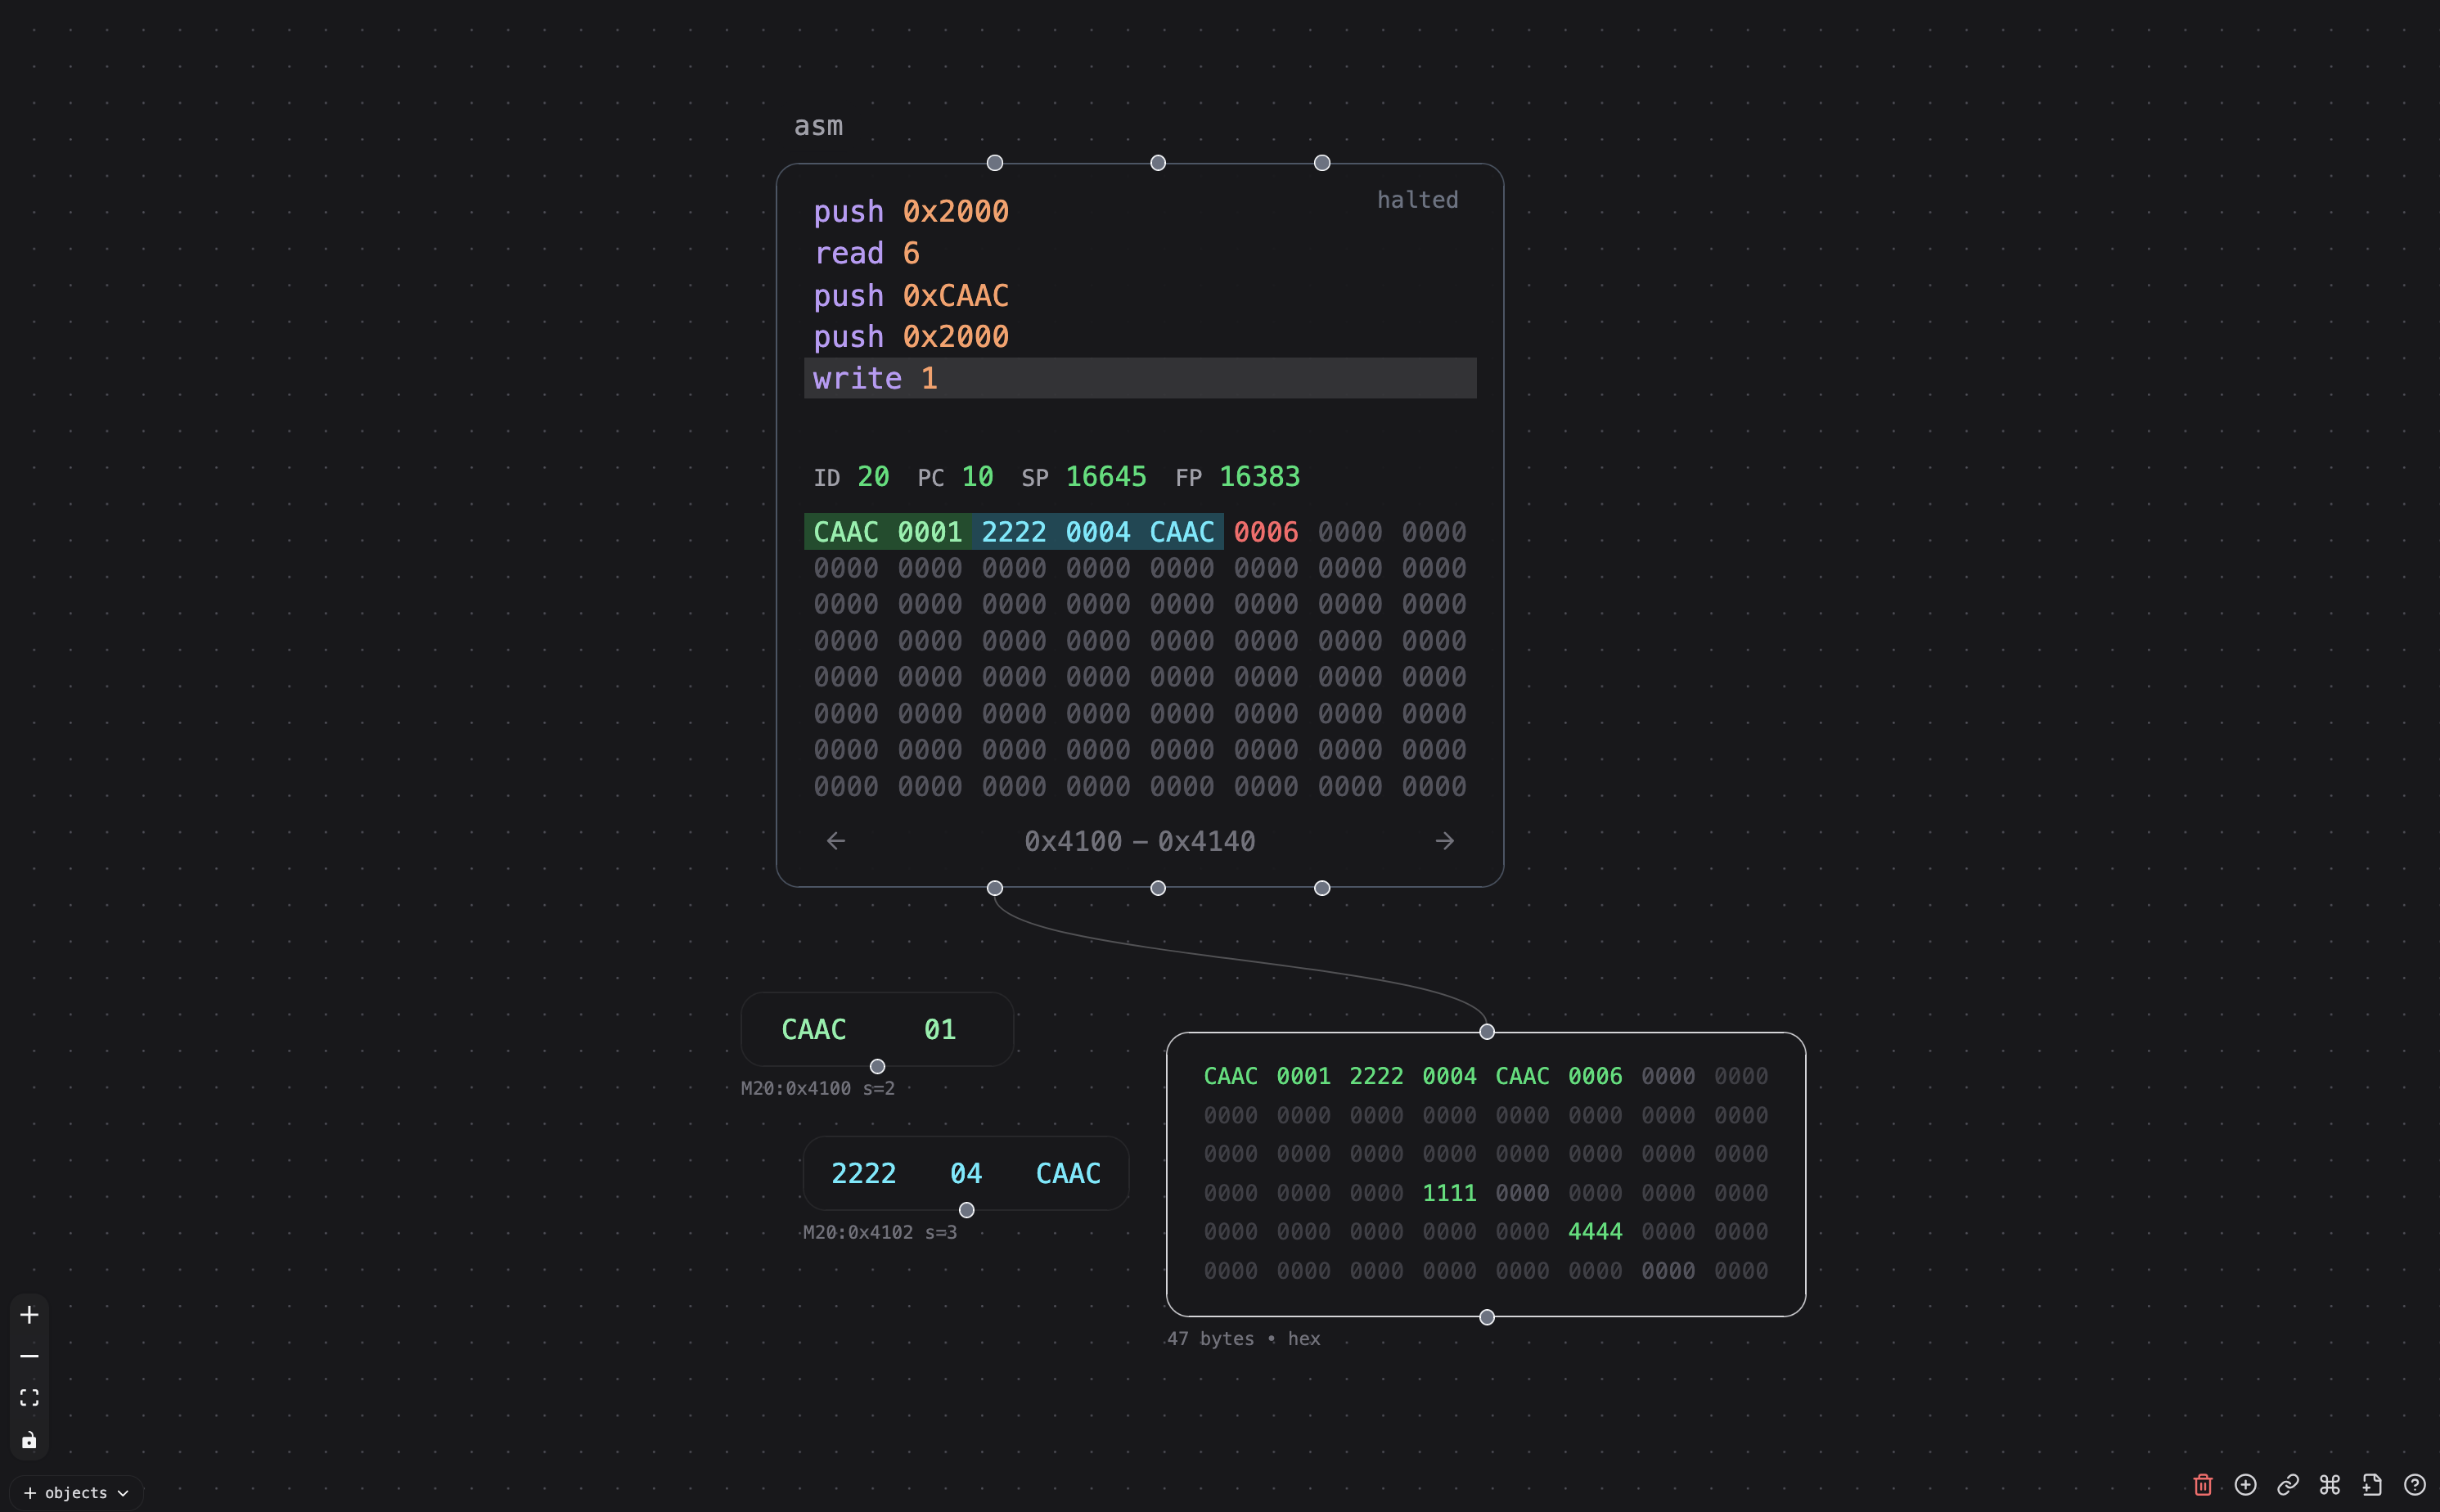 asm
halted
push 0x2000
read 6
push 0xCAAC
push 0x2000
write 1
ID 20 PC 10 SP 16645 FP 16383
CAAC 0001 2222 0004 CAAC 0006 0000 0000
0000 0000 0000 0000 0000 0000 0000 0000
0000 0000 0000 0000 0000 0000 0000 0000
0000 0000 0000 0000 0000 0000 0000 0000
0000 0000 0000 0000 0000 0000 0000 0000
0000 0000 0000 0000 0000 0000 0000 0000
0000 0000 0000 0000 0000 0000 0000 0000
0000 0000 0000 0000 0000 0000 0000 0000
0x4100 – 0x4140
CAAC 01
M20:0x4100 s=2
2222 04 CAAC
M20:0x4102 s=3
CAAC 0001 2222 0004 CAAC 0006 0000 0000
0000 0000 0000 0000 0000 0000 0000 0000
0000 0000 0000 0000 0000 0000 0000 0000
0000 0000 0000 1111 0000 0000 0000 0000
0000 0000 0000 0000 0000 4444 0000 0000
0000 0000 0000 0000 0000 0000 0000 0000
47 bytes • hex
+ objects